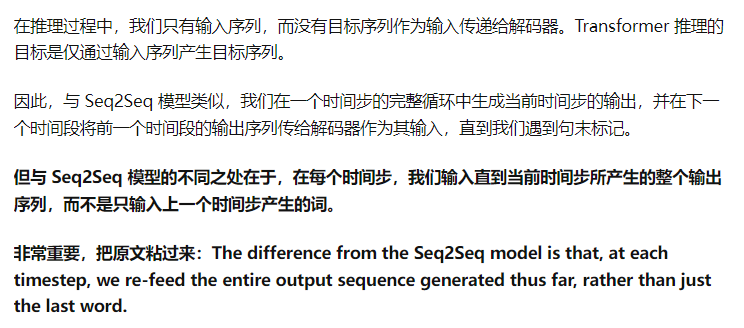 在推理过程中，我们只有输入序列，而没有目标序列作为输入传递给解码器。Transformer 推理的
目标是仅通过输入序列产生目标序列。
因此，与 Seq2Seq 模型类似，我们在一个时间步的完整循环中生成当前时间步的输出，并在下一
个时间段将前一个时间段的输出序列传给解码器作为其输入，直到我们遇到句末标记。
但与 Seq2Seq 模型的不同之处在于，在每个时间步，我们输入直到当前时间步所产生的整个输出
序列，而不是只输入上一个时间步产生的词。
非常重要，把原文粘过来：The difference from the Seq2Seq model is that, at each
timestep, we re-feed the entire output sequence generated thus far, rather than just
the last word.